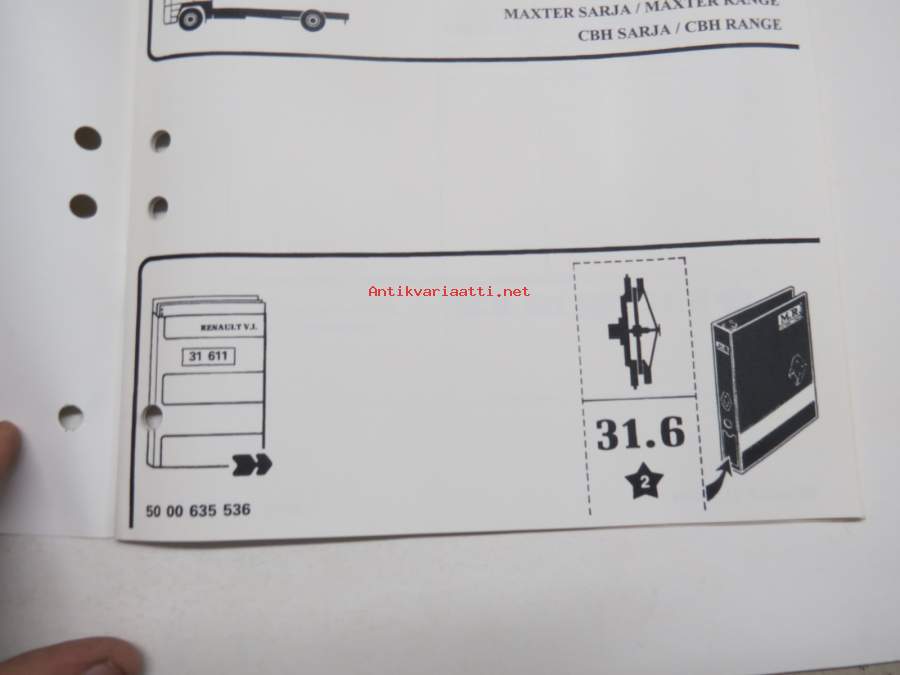 MAXTER SARJA / MAXTER RANGE
CBH SARJA / CBH RANGE
Antikvariaatti.net
RENAULT V.I.
31 611
50 00 635 536
31.6
2
MR